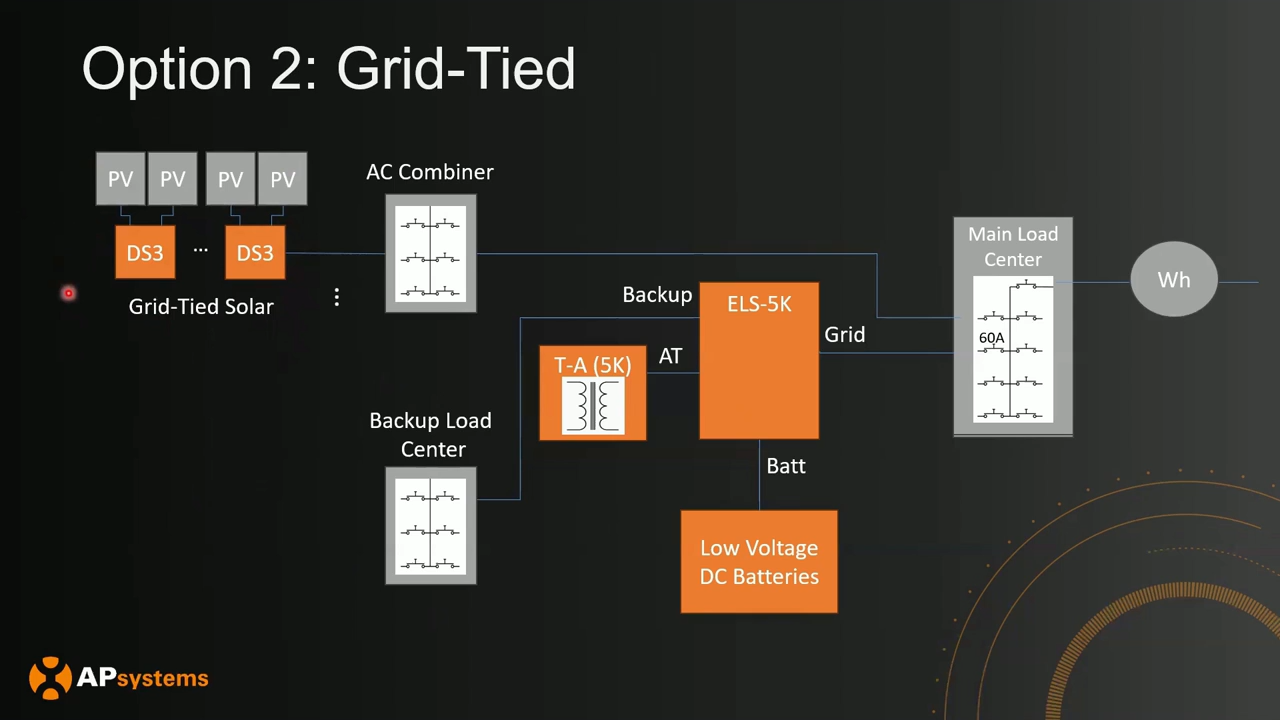 Option 2: Grid-Tied
PV PV PV PV
AC Combiner
DS3 ... DS3
Grid-Tied Solar
Main Load
Center
60A
Wh
Backup
ELS-5K
Grid
T-A (5K)
AT
Backup Load
Center
Batt
Low Voltage
DC Batteries
APsystems